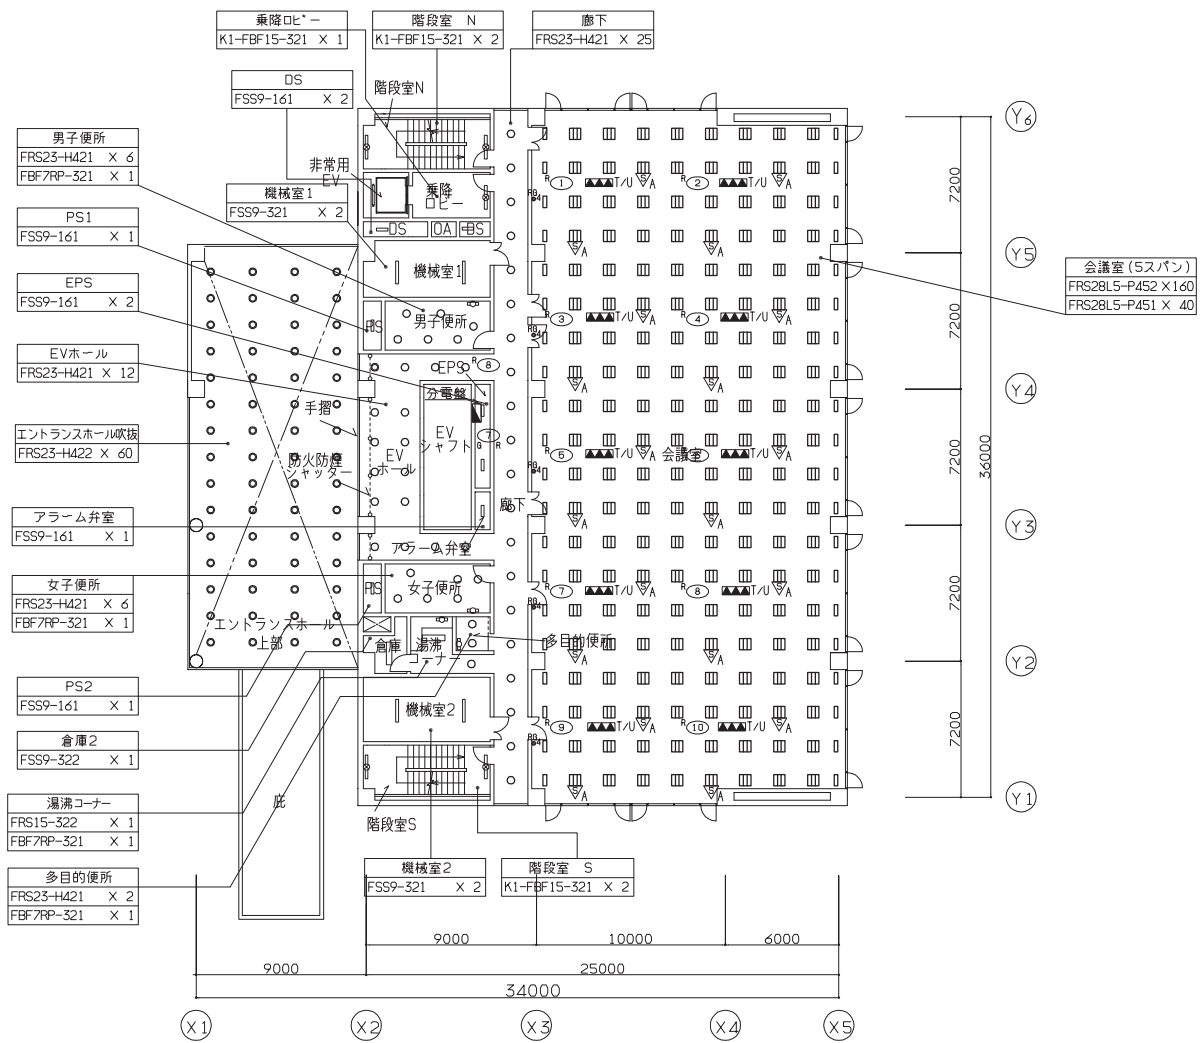 乗降ロビー
K1-FBF15-321 X 1
階段室 N
K1-FBF15-321 X 2
廊下
FRS23-H421 X 25
DS
FSS9-161 X 2
階段室N
男子便所
FRS23-H421 X 6
FBF7RP-321 X 1
非常用
EV
乗降
ロビー
機械室1
FSS9-321 X 2
PS1
FSS9-161 X 1
DS
OA
DS
機械室1
EPS
FSS9-161 X 2
PS
男子便所
会議室(5スパン)
FRS28L5-P452 X160
FRS28L5-P451 X 40
EVホール
FRS23-H421 X 12
EPS
分電盤
手摺
EV
シャフト
EV
ホール
エントランスホール吹抜
FRS23-H422 X 60
防火防煙
シャッター
会議室
廊下
アラーム弁室
FSS9-161 X 1
アラーム弁室
女子便所
FRS23-H421 X 6
FBF7RP-321 X 1
PS
女子便所
エントランスホール
上部
倉庫
湯沸
コーナー
多目的便所
PS2
FSS9-161 X 1
機械室2
倉庫2
FSS9-322 X 1
庇
湯沸コーナー
FRS15-322 X 1
FBF7RP-321 X 1
階段室S
多目的便所
FRS23-H421 X 2
FBF7RP-321 X 1
機械室2
FSS9-321 X 2
階段室 S
K1-FBF15-321 X 2
R 1 T/U S A
R 2 T/U S A
R 3 T/U S A
R 4 T/U S A
R 5 T/U S A
T/U S A
R 7 T/U S A
R 8 T/U S A
R 9 T/U S A
R 10 T/U S A
R 8
7
G R
Y6
7200
Y5
7200
Y4
7200
36000
Y3
7200
Y2
7200
Y1
9000
10000
6000
9000
25000
34000
X1
X2
X3
X4
X5